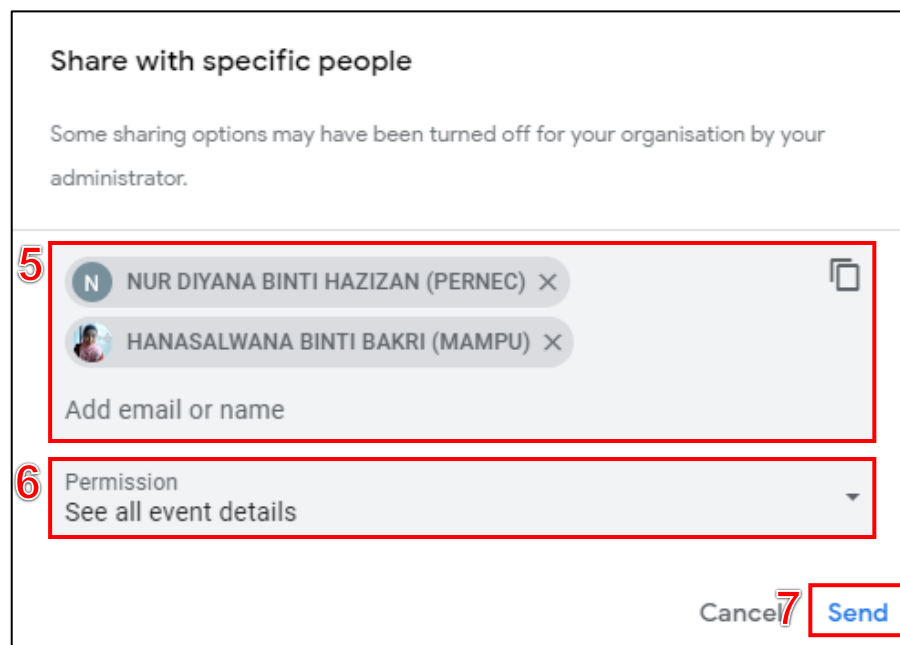 Share with specific people
Some sharing options may have been turned off for your organisation by your
administrator.
5
N NUR DIYANA BINTI HAZIZAN (PERNEC)
HANASALWANA BINTI BAKRI (MAMPU)
Add email or name
6
Permission
See all event details
Cancel 7 Send